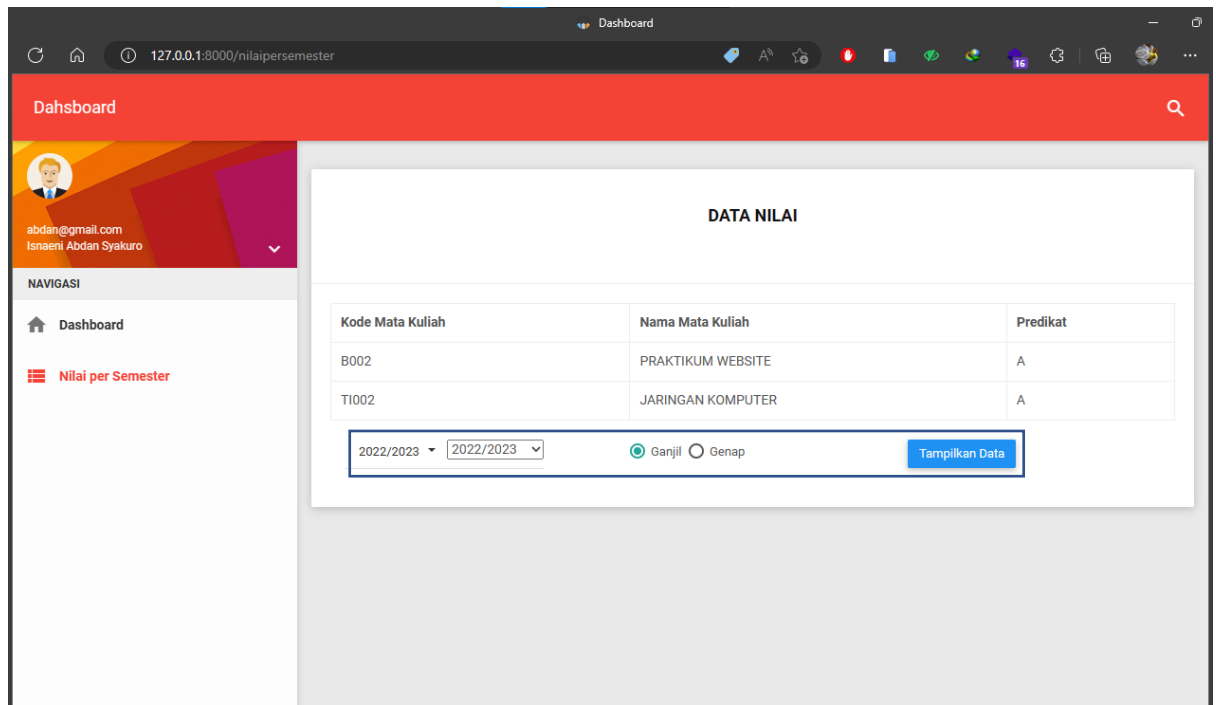 Dashboard
127.0.0.1:8000/nilaipersemester
16
Dahsboard
abdan@gmail.com
Isnaeni Abdan Syakuro
NAVIGASI
Dashboard
Nilai per Semester
DATA NILAI
Kode Mata Kuliah Nama Mata Kuliah Predikat
B002 PRAKTIKUM WEBSITE A
TI002 JARINGAN KOMPUTER A
2022/2023 2022/2023 Ganjil Genap Tampilkan Data